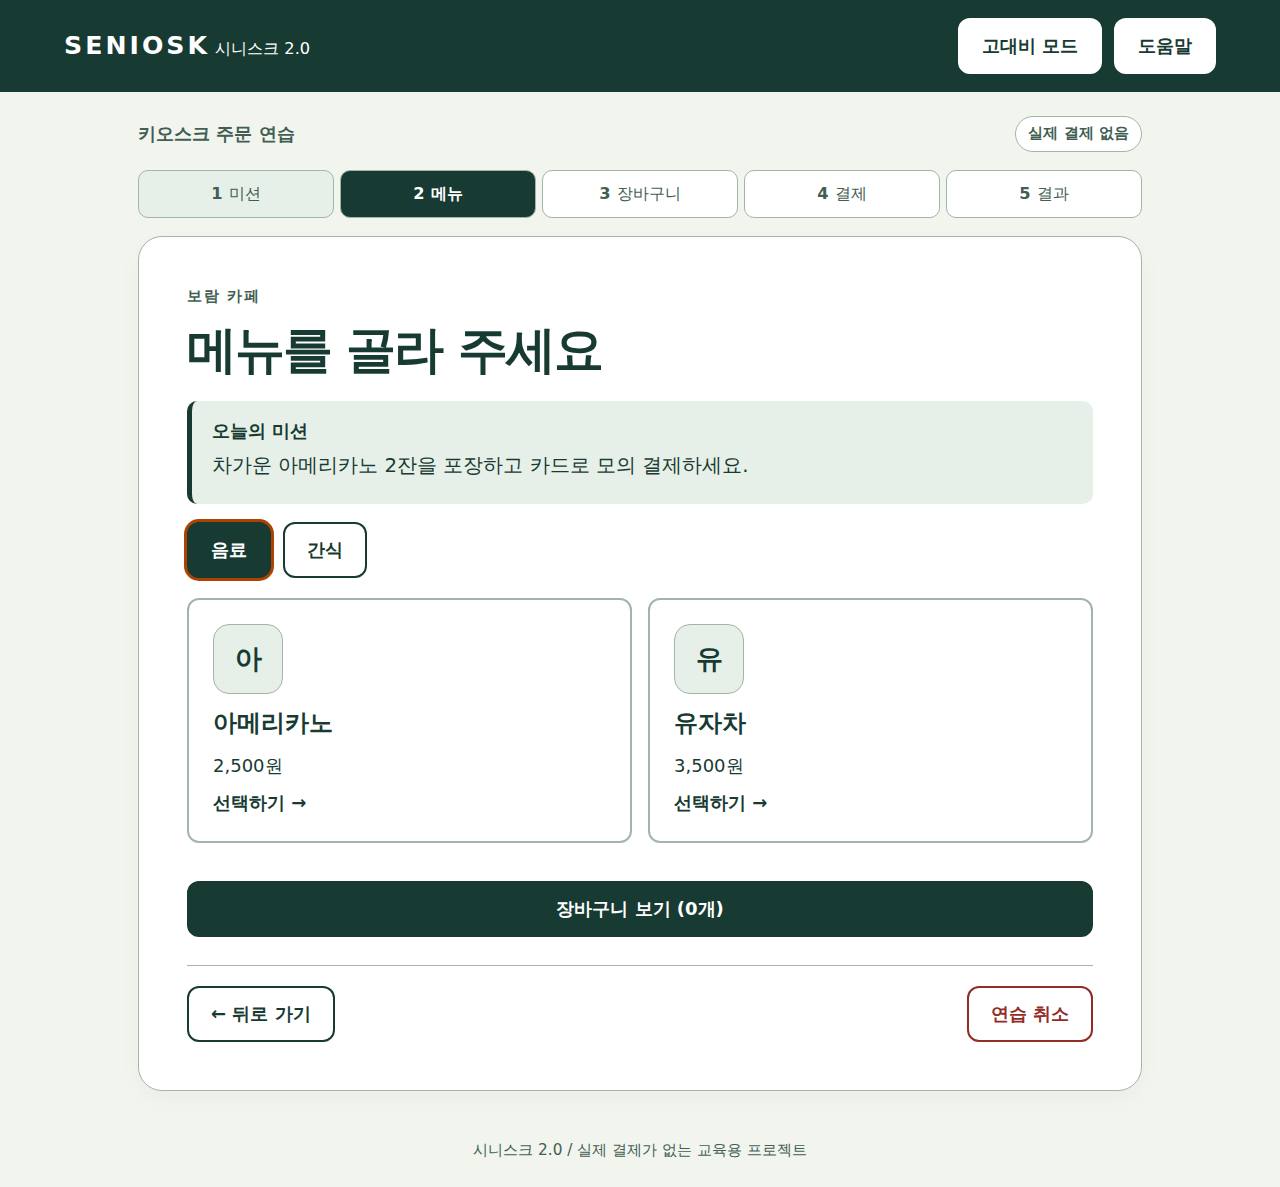 SENIOSK 시니스크 2.0
고대비 모드
도움말
키오스크 주문 연습
실제 결제 없음
1 미션
2 메뉴
3 장바구니
4 결제
5 결과
보람 카페
메뉴를 골라 주세요
오늘의 미션
차가운 아메리카노 2잔을 포장하고 카드로 모의 결제하세요.
음료
간식
아
아메리카노
2,500원
선택하기 →
유
유자차
3,500원
선택하기 →
장바구니 보기 (0개)
← 뒤로 가기
연습 취소
시니스크 2.0 / 실제 결제가 없는 교육용 프로젝트